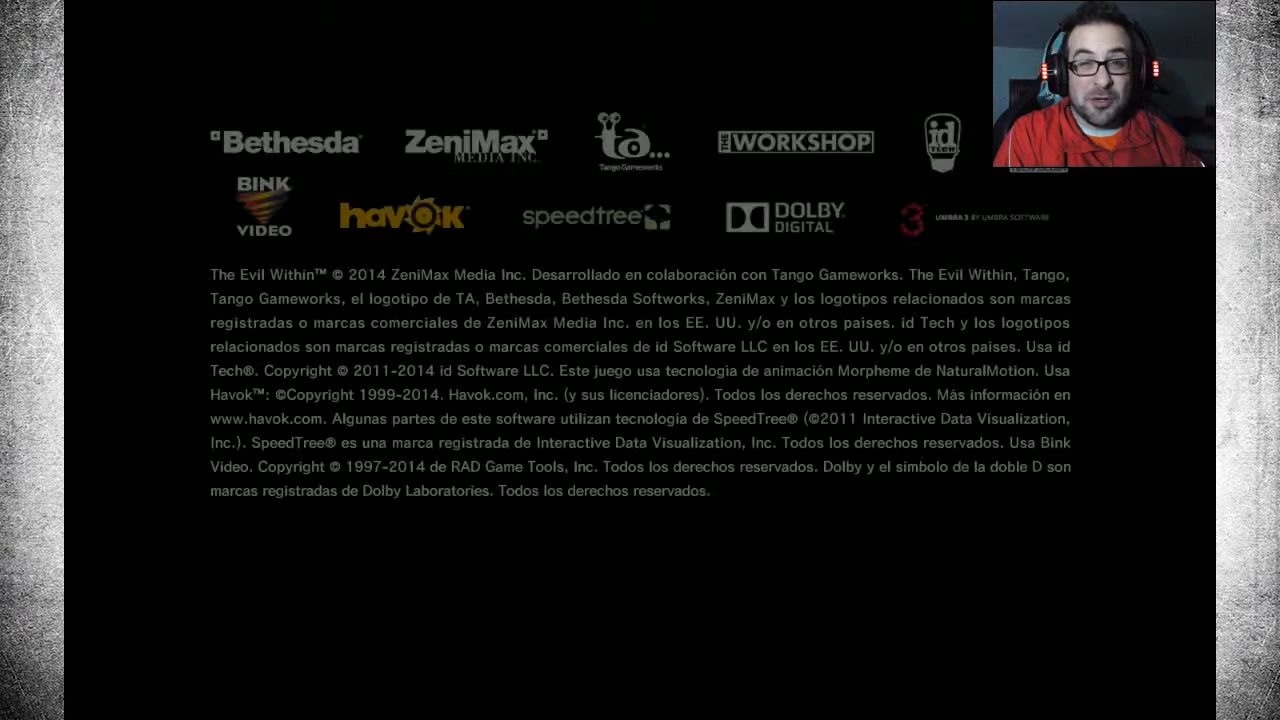 Bethesda
ZeniMax
MEDIA INC.
ta...
Tango Gameworks
THE WORKSHOP
id
TECH
BINK
VIDEO
havok
speedtree
DOLBY
DIGITAL
3 UMBRA 3 BY UMBRA SOFTWARE
The Evil Within™ © 2014 ZeniMax Media Inc. Desarrollado en colaboración con Tango Gameworks. The Evil Within, Tango,
Tango Gameworks, el logotipo de TA, Bethesda, Bethesda Softworks, ZeniMax y los logotipos relacionados son marcas
registradas o marcas comerciales de ZeniMax Media Inc. en los EE. UU. y/o en otros países. id Tech y los logotipos
relacionados son marcas registradas o marcas comerciales de id Software LLC en los EE. UU. y/o en otros países. Usa id
Tech®. Copyright © 2011-2014 id Software LLC. Este juego usa tecnología de animación Morpheme de NaturalMotion. Usa
Havok™: ©Copyright 1999-2014. Havok.com, Inc. (y sus licenciadores). Todos los derechos reservados. Más información en
www.havok.com. Algunas partes de este software utilizan tecnología de SpeedTree® (©2011 Interactive Data Visualization,
Inc.). SpeedTree® es una marca registrada de Interactive Data Visualization, Inc. Todos los derechos reservados. Usa Bink
Video. Copyright © 1997-2014 de RAD Game Tools, Inc. Todos los derechos reservados. Dolby y el símbolo de la doble D son
marcas registradas de Dolby Laboratories. Todos los derechos reservados.